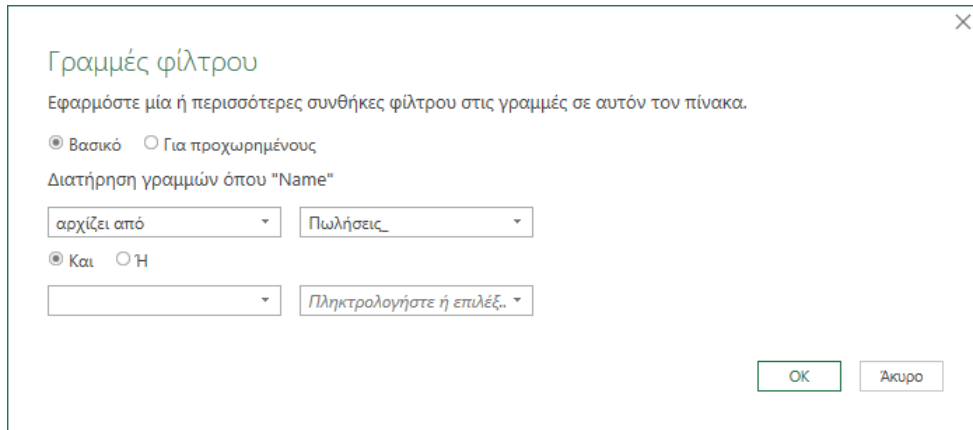 Γραμμές φίλτρου
Εφαρμόστε μία ή περισσότερες συνθήκες φίλτρου στις γραμμές σε αυτόν τον πίνακα.
Βασικό Για προχωρημένους
Διατήρηση γραμμών όπου "Name"
αρχίζει από Πωλήσεις_
Και Ή
Πληκτρολογήστε ή επιλέξ..
OK Άκυρο